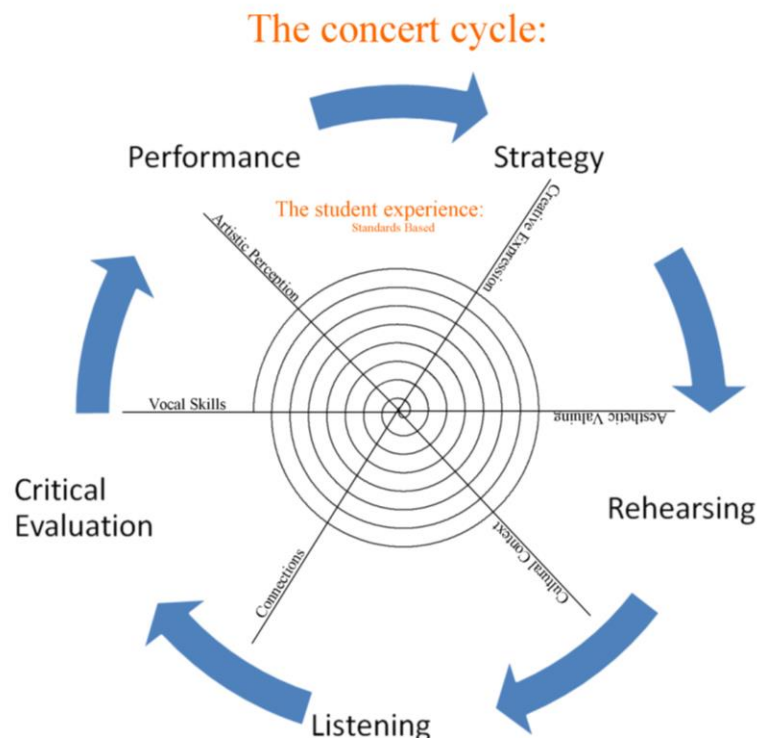 The concert cycle:
Performance
Strategy
The student experience:
Standards Based
Artistic Perception
Creative Expression
Vocal Skills
Aesthetic Valuing
Critical
Evaluation
Rehearsing
Connections
Cultural Context
Listening